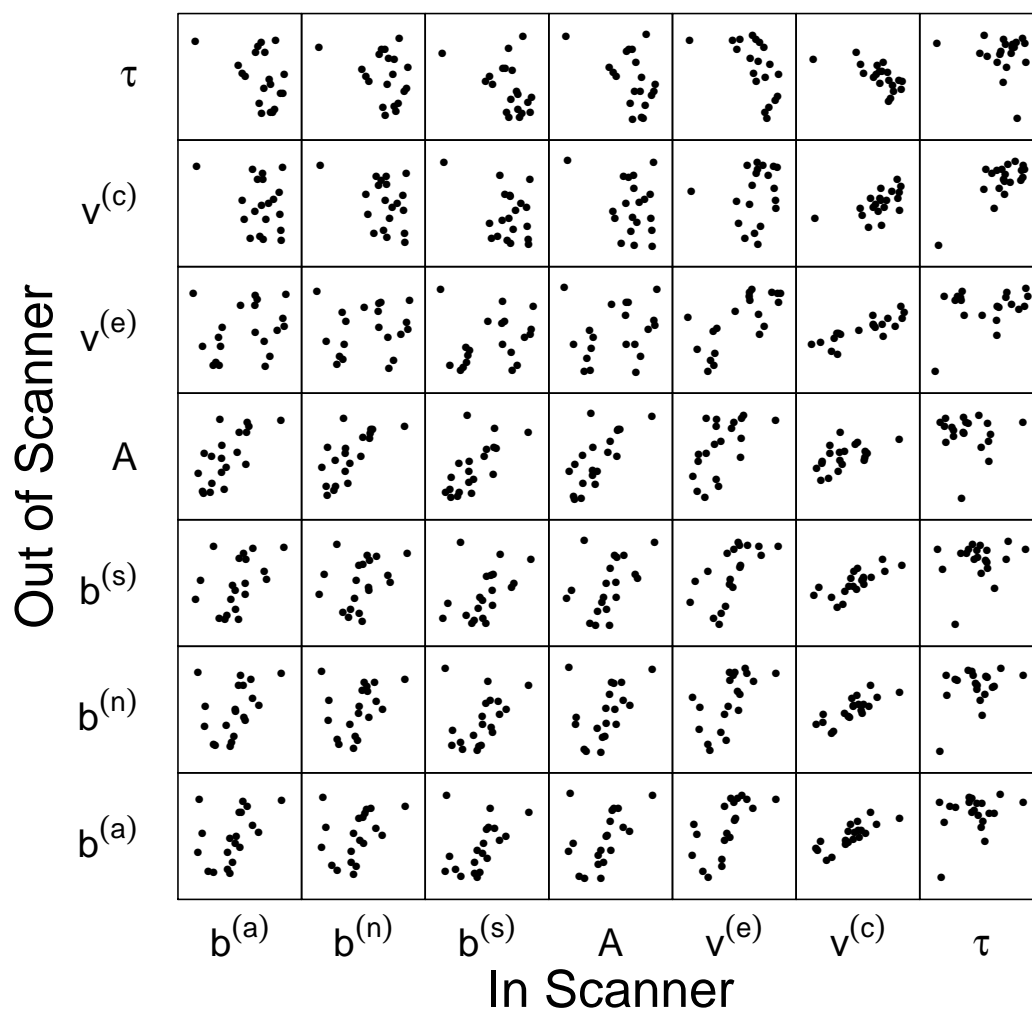 Out of Scanner
τ
v(c)
v(e)
A
b(s)
b(n)
b(a)
b(a) b(n) b(s) A v(e) v(c) τ
In Scanner